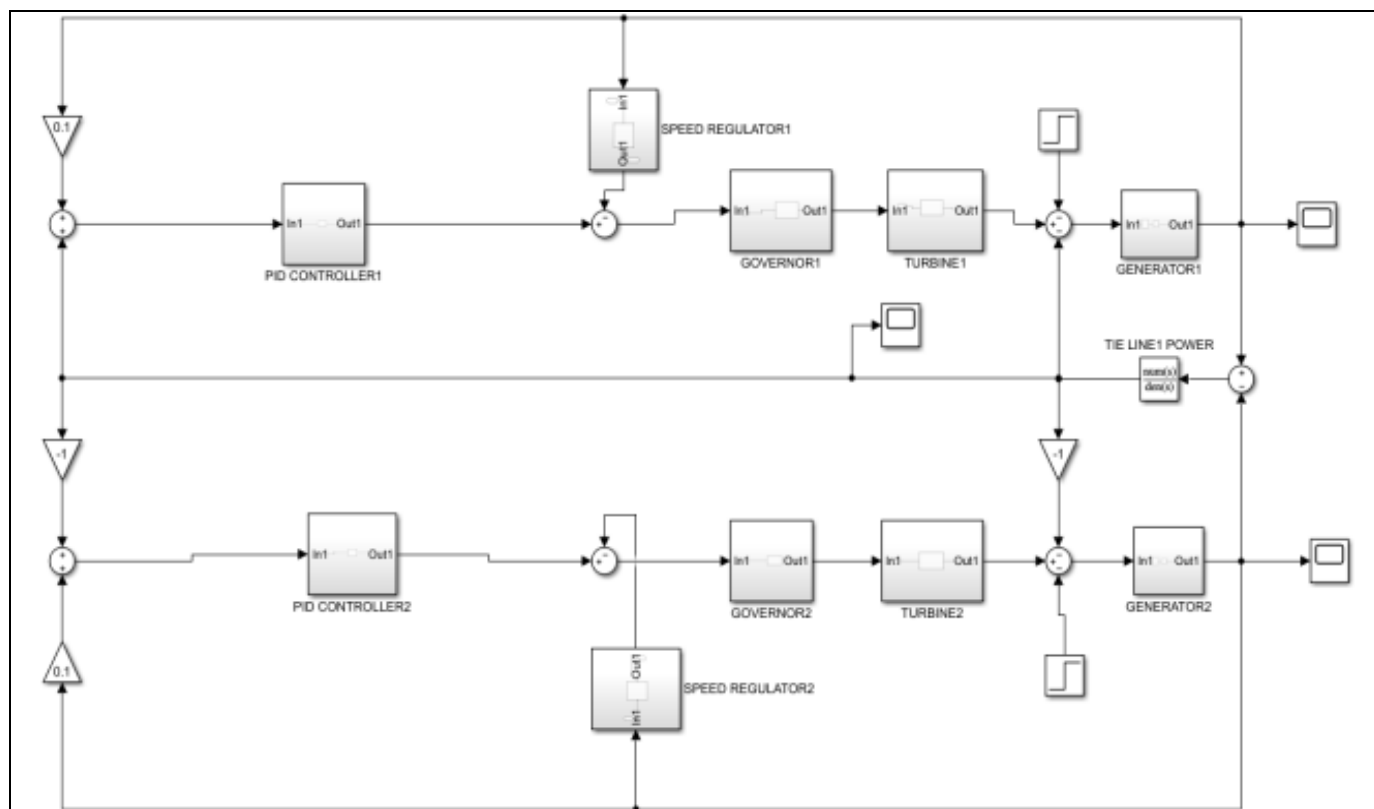 In1
Out1
SPEED REGULATOR1
0.1
+
+
In1 Out1
PID CONTROLLER1
+ -
In1 Out1
GOVERNOR1
In1 Out1
TURBINE1
+ - -
In1 Out1
GENERATOR1
TIE LINE1 POWER
num(s)
den(s)
+
-
-1
-1
+
+
In1 Out1
PID CONTROLLER2
+ -
In1 Out1
GOVERNOR2
In1 Out1
TURBINE2
+ - -
In1 Out1
GENERATOR2
0.1
Out1
In1
SPEED REGULATOR2